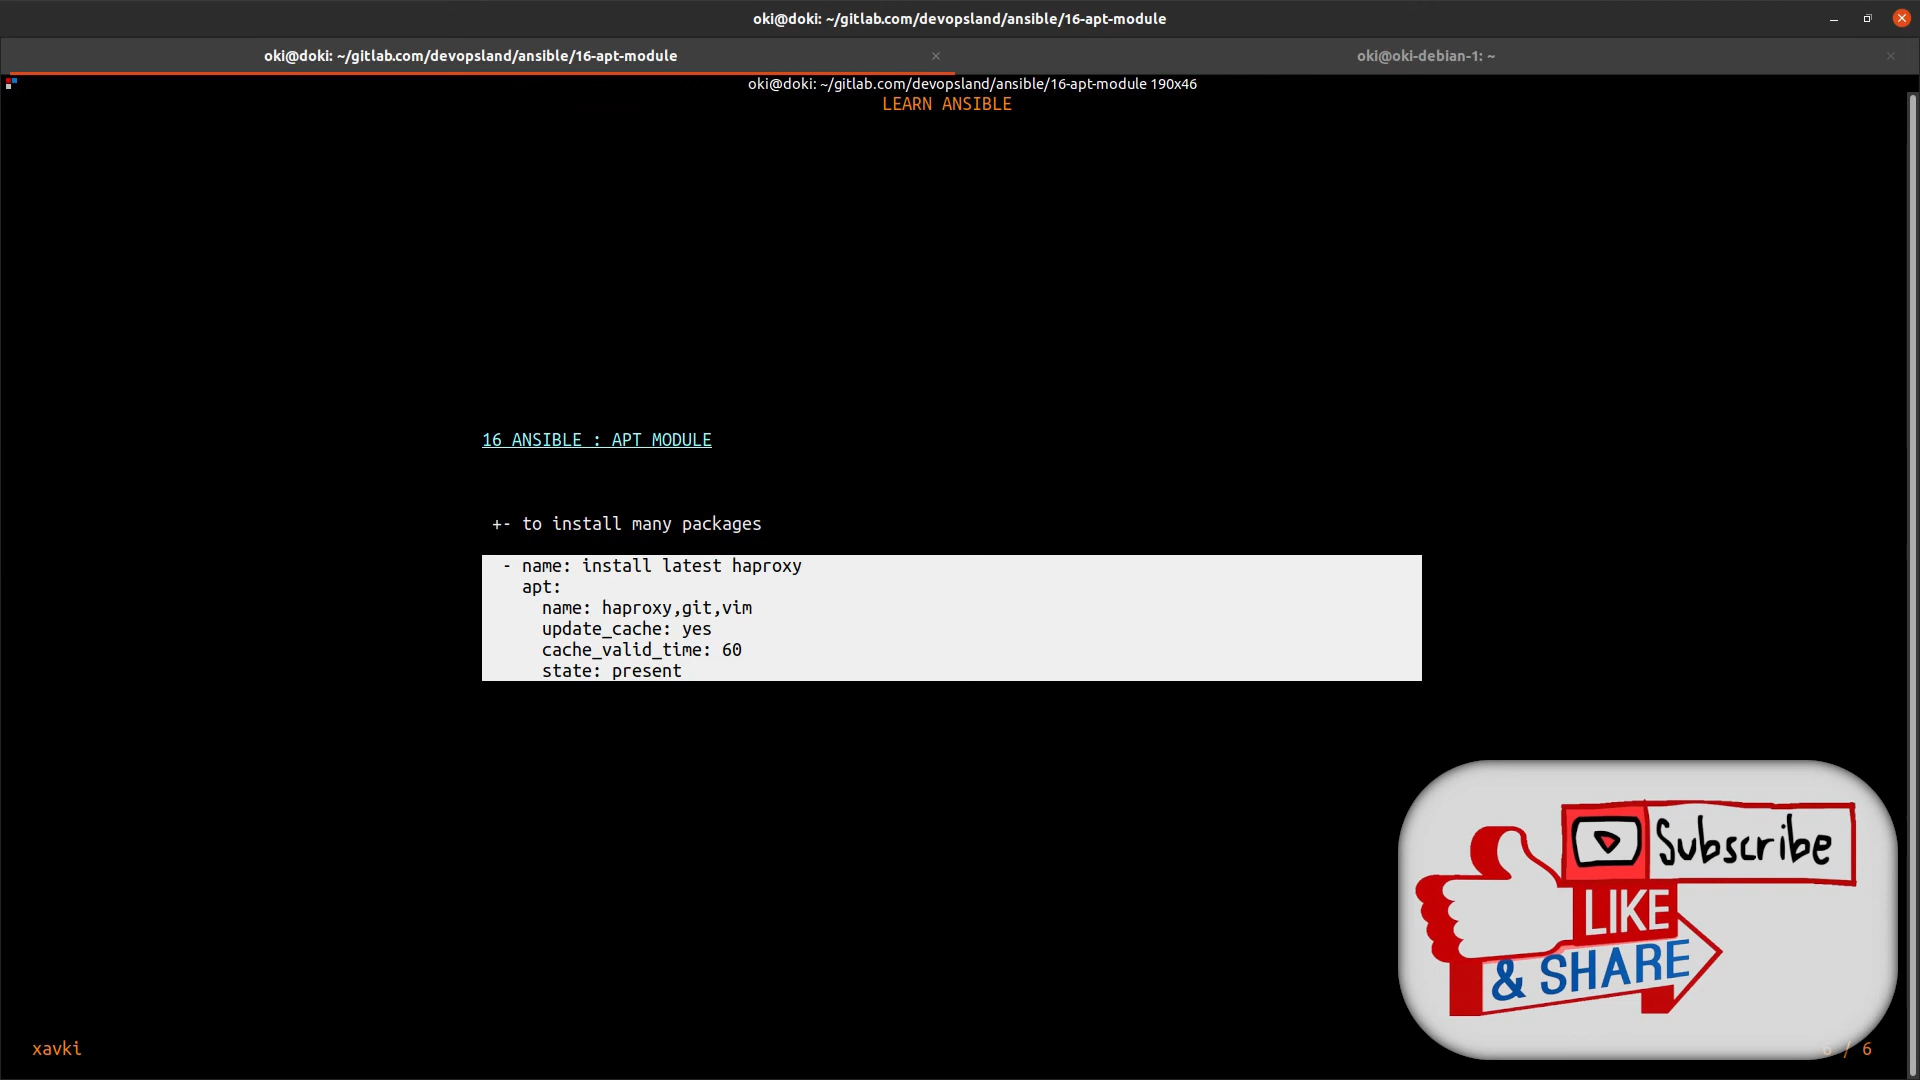 oki@doki: ~/gitlab.com/devopsland/ansible/16-apt-module
oki@doki: ~/gitlab.com/devopsland/ansible/16-apt-module
oki@oki-debian-1: ~
oki@doki: ~/gitlab.com/devopsland/ansible/16-apt-module 190x46
LEARN ANSIBLE
16 ANSIBLE : APT MODULE
+- to install many packages
- name: install latest haproxy
apt:
name: haproxy,git,vim
update_cache: yes
cache_valid_time: 60
state: present
Subscribe
LIKE
& SHARE
xavki
/ 6